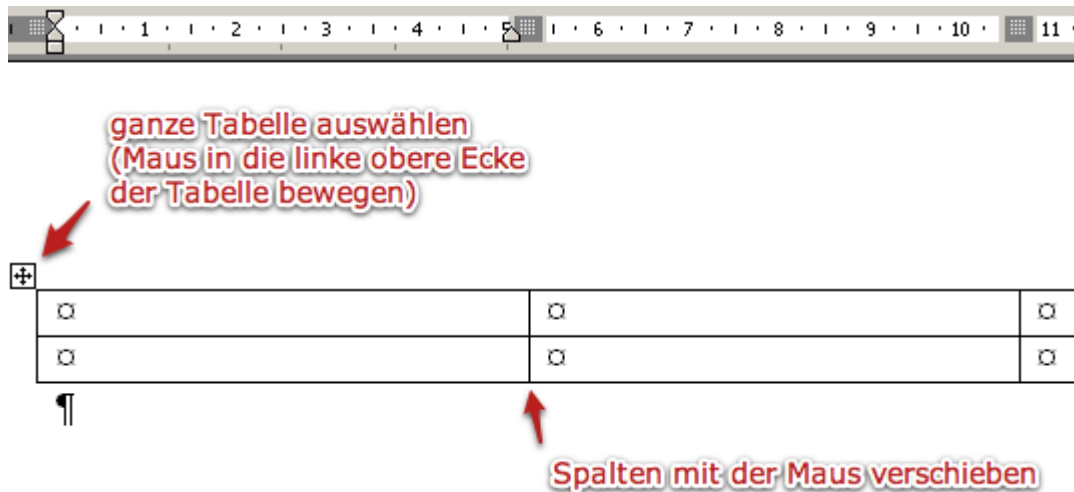 1 2 3 4 5 6 7 8 9 10 11
ganze Tabelle auswählen
(Maus in die linke obere Ecke
der Tabelle bewegen)
¤ ¤ ¤
¤ ¤ ¤
¶
Spalten mit der Maus verschieben